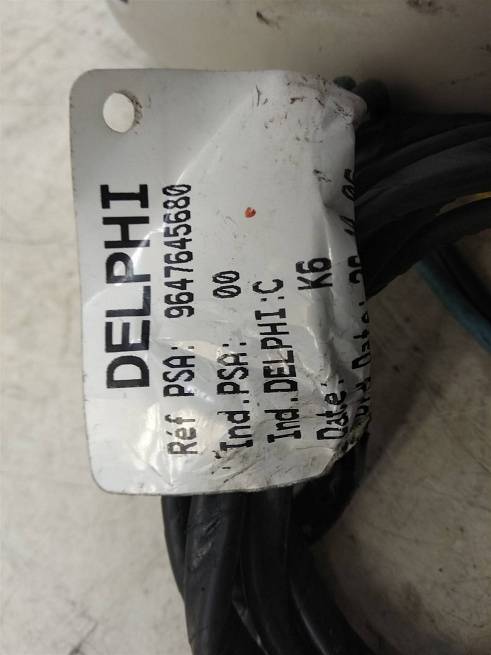 DELPHI
Réf PSA: 9647645680
Ind.PSA: 00
Ind.DELPHI:C
Date: K6